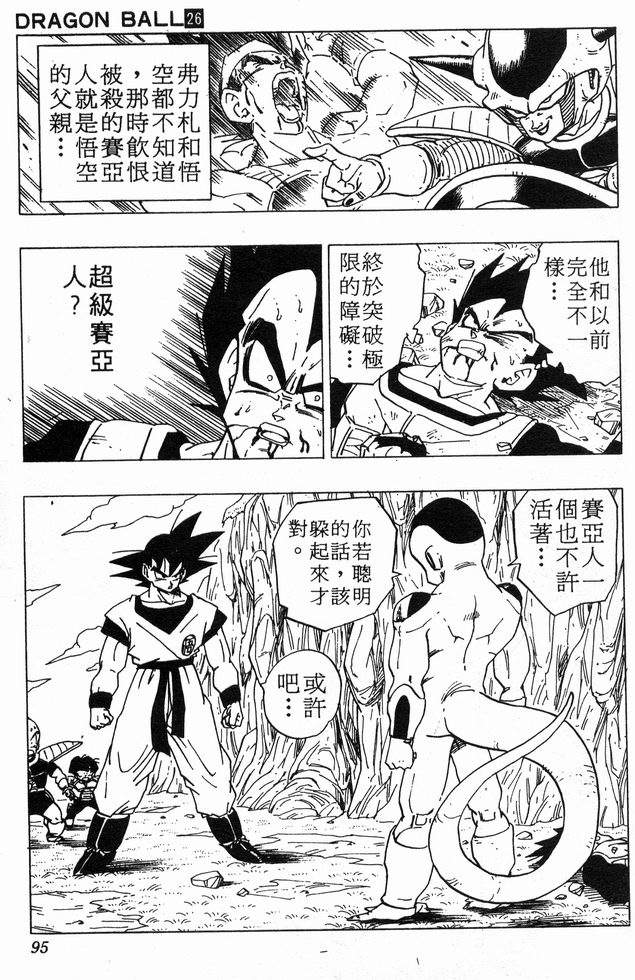 DRAGON BALL 26
弗力札和悟
空都不知道
，那時飲恨
被殺的賽亞
人就是悟空
的父親…
他和以前
完全不一
樣…
終於突破極
限的障礙…
超級賽亞
人？
賽亞人一
個也不許
活著…
你若聰明
的話，該
躲起來才
對。
或許
吧…
95